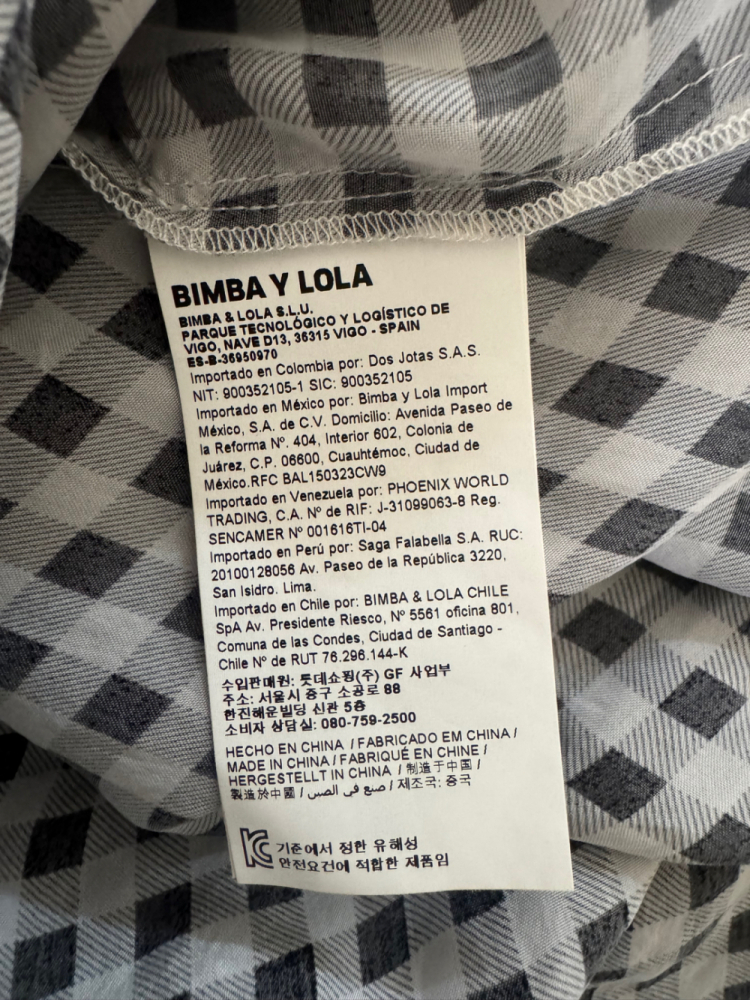 BIMBA Y LOLA
BIMBA & LOLA S.L.U.
PARQUE TECNOLÓGICO Y LOGÍSTICO DE
VIGO, NAVE D13, 36315 VIGO - SPAIN
ES-B-36950970
Importado en Colombia por: Dos Jotas S.A.S.
NIT: 900352105-1 SIC: 900352105
Importado en México por: Bimba y Lola Import
México, S.A. de C.V. Domicilio: Avenida Paseo de
la Reforma Nº. 404, Interior 602, Colonia de
Juárez, C.P. 06600, Cuauhtémoc, Ciudad de
México.RFC BAL150323CW9
Importado en Venezuela por: PHOENIX WORLD
TRADING, C.A. Nº de RIF: J-31099063-8 Reg.
SENCAMER Nº 001616TI-04
Importado en Perú por: Saga Falabella S.A. RUC:
20100128056 Av. Paseo de la República 3220,
San Isidro. Lima.
Importado en Chile por: BIMBA & LOLA CHILE
SpA Av. Presidente Riesco, Nº 5561 oficina 801,
Comuna de las Condes, Ciudad de Santiago -
Chile Nº de RUT 76.296.144-K
수입판매원: 롯데쇼핑(주) GF 사업부
주소: 서울시 중구 소공로 88
한진해운빌딩 신관 5층
소비자 상담실: 080-759-2500
HECHO EN CHINA / FABRICADO EM CHINA /
MADE IN CHINA / FABRIQUÉ EN CHINE /
HERGESTELLT IN CHINA / 制造于中国 /
製造於中國 / صنع في الصين / 제조국: 중국
KC 기준에서 정한 유해성
안전요건에 적합한 제품임